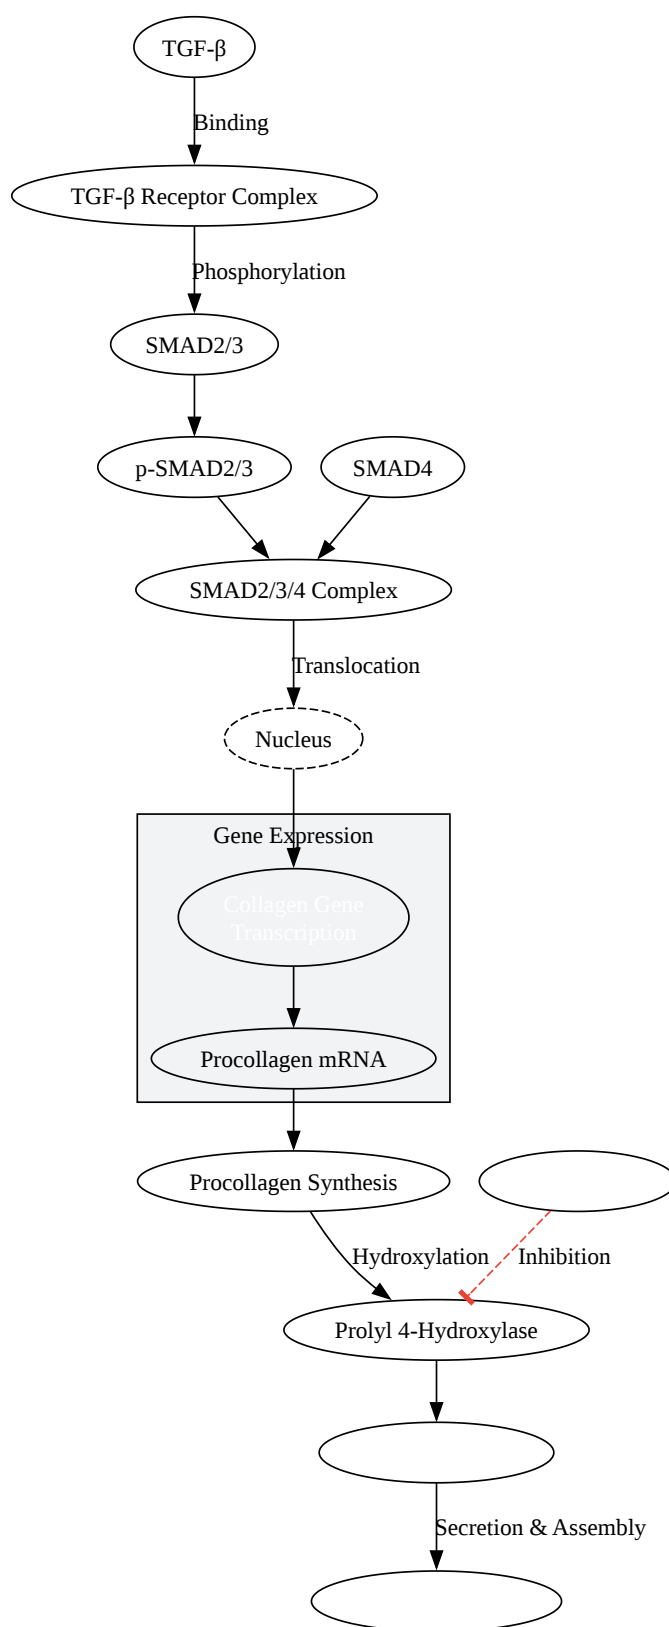 TGF-β
Binding
TGF-β Receptor Complex
Phosphorylation
SMAD2/3
p-SMAD2/3
SMAD4
SMAD2/3/4 Complex
Translocation
Nucleus
Gene Expression
Collagen Gene
Transcription
Procollagen mRNA
Procollagen Synthesis
Hydroxylation
Inhibition
Prolyl 4-Hydroxylase
Secretion & Assembly